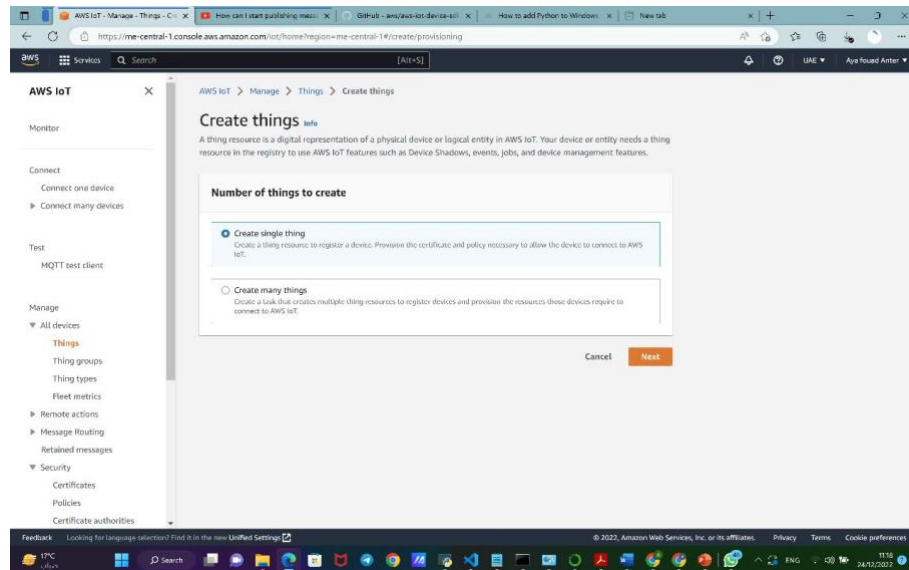 AWS IoT - Manage - Things - Cr
How can I start publishing mess
GitHub - aws/aws-iot-device-sd
How to add Python to Windows
New tab
https://me-central-1.console.aws.amazon.com/iot/home?region=me-central-1#/create/provisioning
aws
Services
Search
[Alt+S]
UAE
Aya fouad Anter
AWS IoT
Monitor
Connect
Connect one device
Connect many devices
Test
MQTT test client
Manage
All devices
Things
Thing groups
Thing types
Fleet metrics
Remote actions
Message Routing
Retained messages
Security
Certificates
Policies
Certificate authorities
AWS IoT > Manage > Things > Create things
Create things Info
A thing resource is a digital representation of a physical device or logical entity in AWS IoT. Your device or entity needs a thing
resource in the registry to use AWS IoT features such as Device Shadows, events, jobs, and device management features.
Number of things to create
Create single thing
Create a thing resource to register a device. Provision the certificate and policy necessary to allow the device to connect to AWS
IoT.
Create many things
Create a task that creates multiple thing resources to register devices and provision the resources those devices require to
connect to AWS IoT.
Cancel
Next
Feedback
Looking for language selection? Find it in the new Unified Settings
© 2022, Amazon Web Services, Inc. or its affiliates.
Privacy
Terms
Cookie preferences
17°C
Search
ENG
11:18
24/12/2022